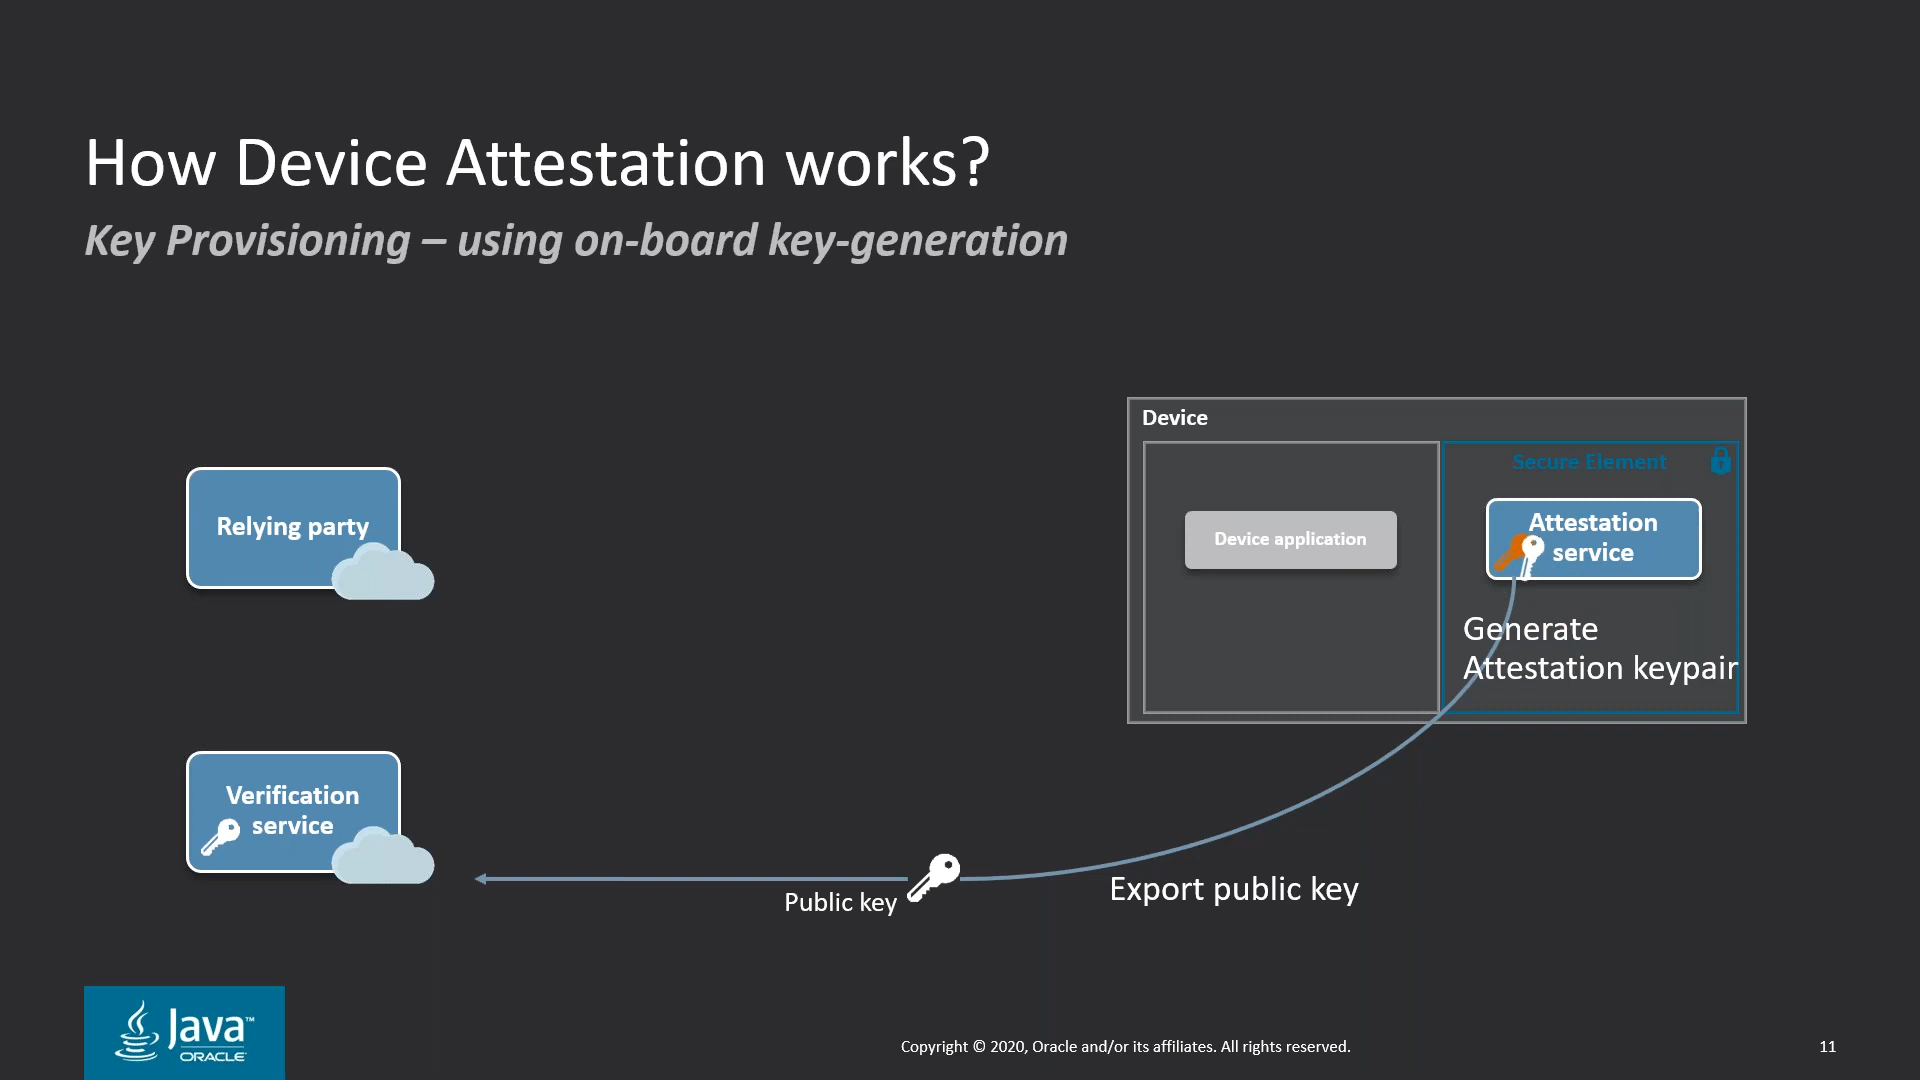 How Device Attestation works?
Key Provisioning – using on-board key-generation
Device
Secure Element
Relying party
Device application
Attestation
service
Generate
Attestation keypair
Verification
service
Public key
Export public key
Java™
ORACLE
Copyright © 2020, Oracle and/or its affiliates. All rights reserved.
11